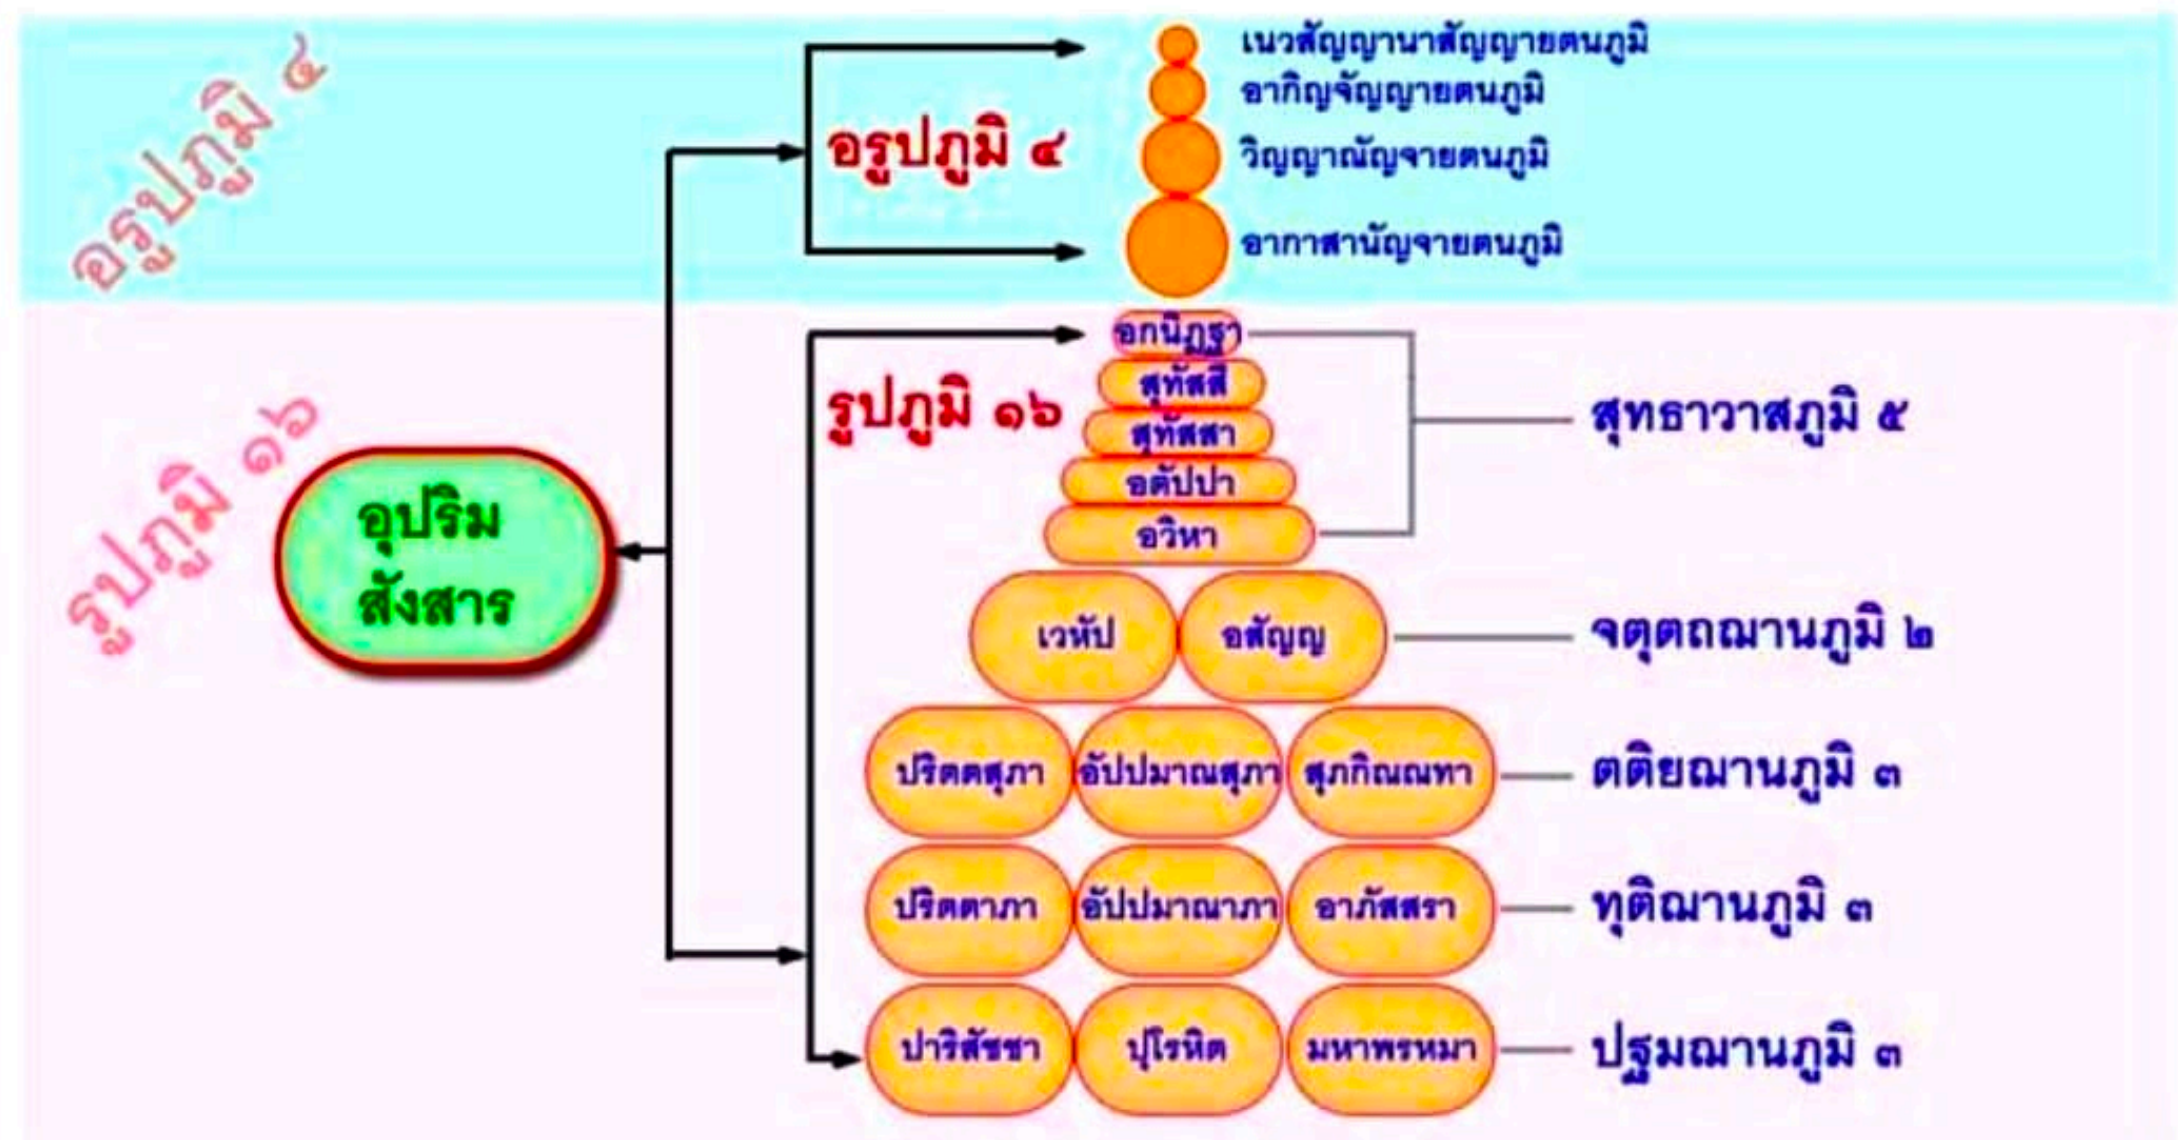 อรูปภูมิ ๔
อรูปภูมิ ๔
เนวสัญญานาสัญญายตนภูมิ
อากิญจัญญายตนภูมิ
วิญญาณัญจายตนภูมิ
อากาสานัญจายตนภูมิ
รูปภูมิ ๑๖
รูปภูมิ ๑๖
อุปริม
สังสาร
อกนิฏฐา
สุทัสสี
สุทัสสา
อตัปปา
อวิหา
สุทธาวาสภูมิ ๕
เวหัป
อสัญญ
จตุตถฌานภูมิ ๒
ปริตตสุภา
อัปปมาณสุภา
สุภกิณณทา
ตติยฌานภูมิ ๓
ปริตตาภา
อัปปมาณาภา
อาภัสสรา
ทุติฌานภูมิ ๓
ปาริสัชชา
ปุโรหิต
มหาพรหมา
ปฐมฌานภูมิ ๓